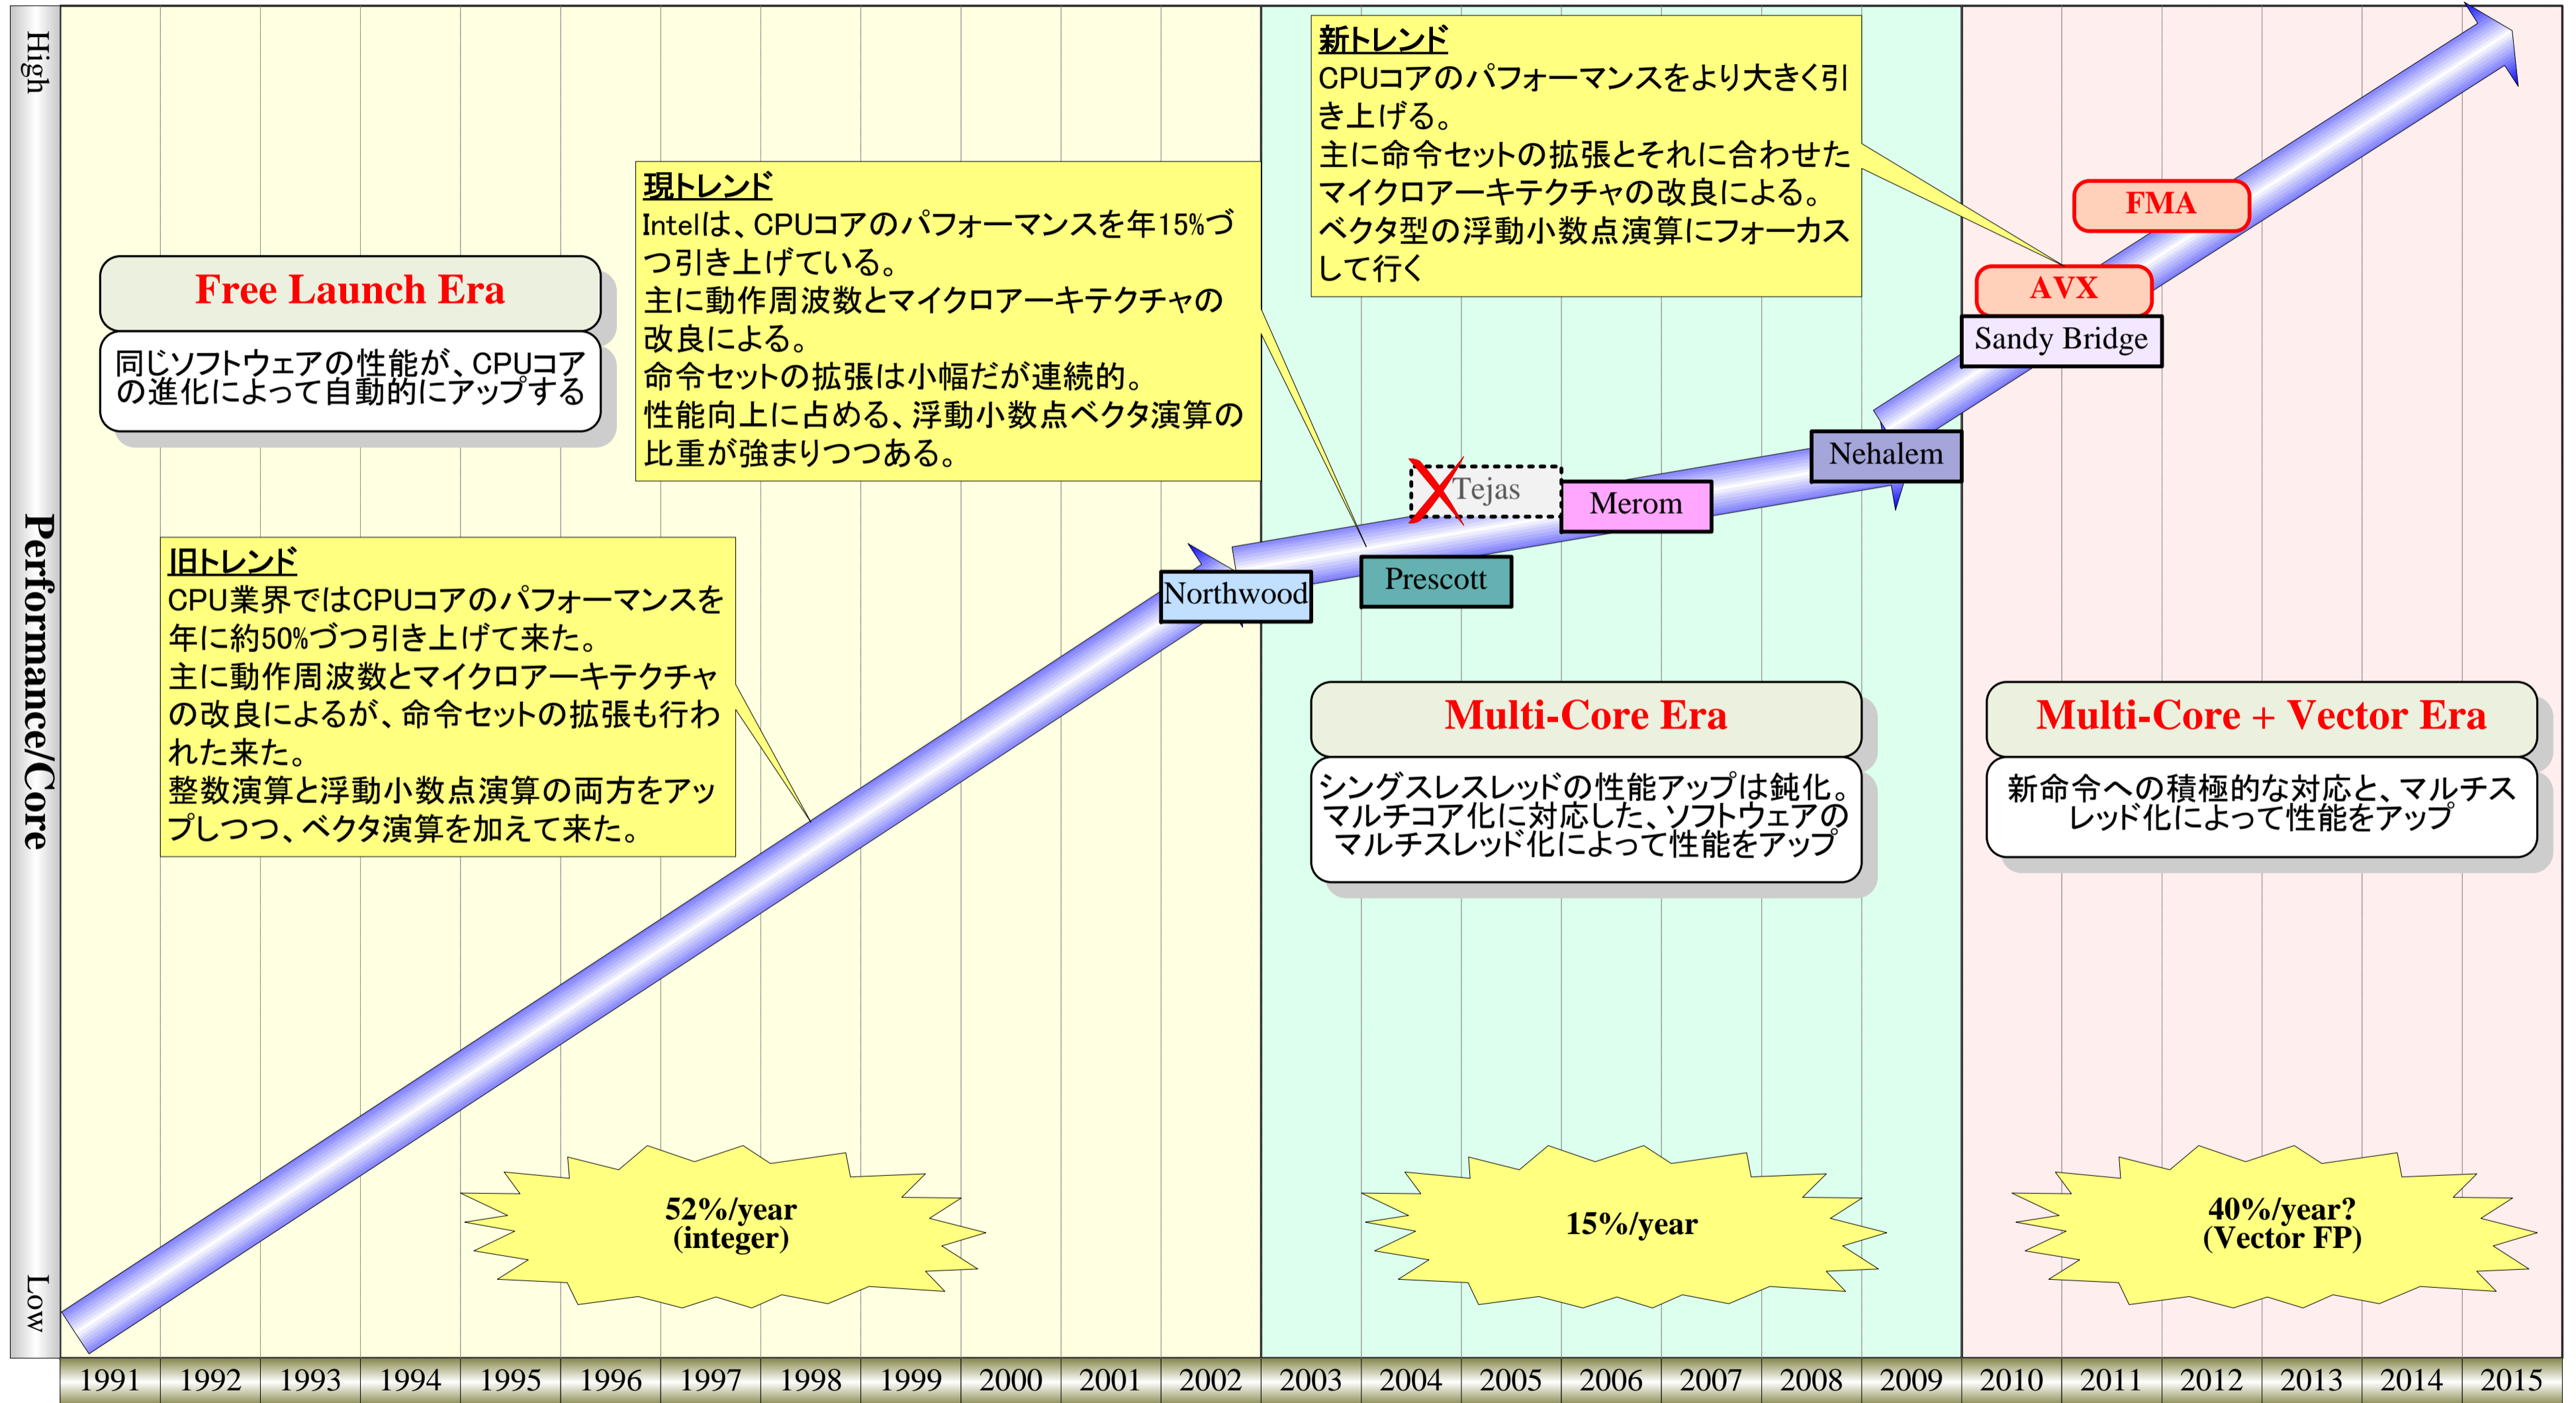 High
Performance/Core
Low
新トレンド
CPUコアのパフォーマンスをより大きく引
き上げる。
主に命令セットの拡張とそれに合わせた
マイクロアーキテクチャの改良による。
ベクタ型の浮動小数点演算にフォーカス
して行く
現トレンド
Intelは、CPUコアのパフォーマンスを年15%づ
つ引き上げている。
主に動作周波数とマイクロアーキテクチャの
改良による。
命令セットの拡張は小幅だが連続的。
性能向上に占める、浮動小数点ベクタ演算の
比重が強まりつつある。
Free Launch Era
同じソフトウェアの性能が、CPUコア
の進化によって自動的にアップする
FMA
AVX
Sandy Bridge
Nehalem
Tejas
Merom
Northwood
Prescott
旧トレンド
CPU業界ではCPUコアのパフォーマンスを
年に約50%づつ引き上げて来た。
主に動作周波数とマイクロアーキテクチャ
の改良によるが、命令セットの拡張も行わ
れた来た。
整数演算と浮動小数点演算の両方をアッ
プしつつ、ベクタ演算を加えて来た。
Multi-Core Era
シングスレスレッドの性能アップは鈍化。
マルチコア化に対応した、ソフトウェアの
マルチスレッド化によって性能をアップ
Multi-Core + Vector Era
新命令への積極的な対応と、マルチス
レッド化によって性能をアップ
52%/year
(integer)
15%/year
40%/year?
(Vector FP)
1991 1992 1993 1994 1995 1996 1997 1998 1999 2000 2001 2002 2003 2004 2005 2006 2007 2008 2009 2010 2011 2012 2013 2014 2015